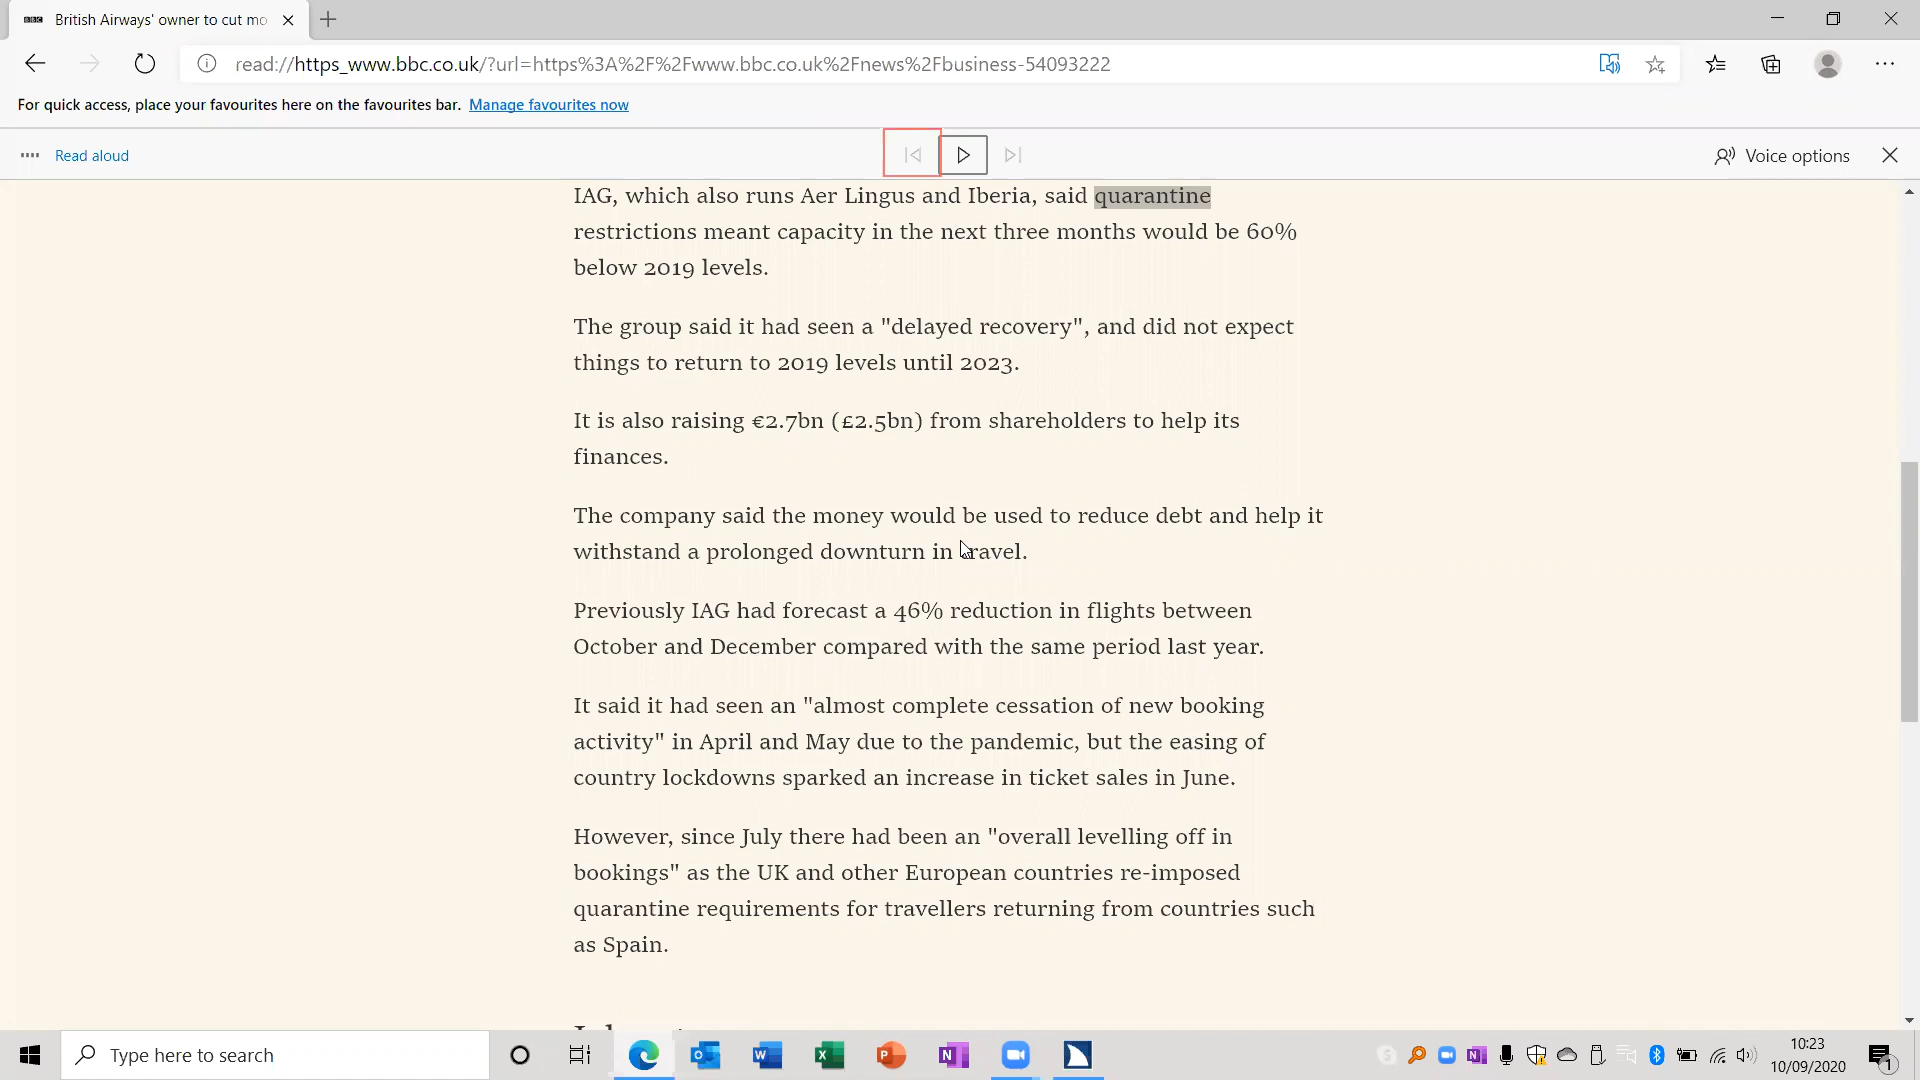 BBC British Airways' owner to cut mo
read://https_www.bbc.co.uk/?url=https%3A%2F%2Fwww.bbc.co.uk%2Fnews%2Fbusiness-54093222
For quick access, place your favourites here on the favourites bar. Manage favourites now
Read aloud
Voice options
IAG, which also runs Aer Lingus and Iberia, said quarantine
restrictions meant capacity in the next three months would be 60%
below 2019 levels.
The group said it had seen a "delayed recovery", and did not expect
things to return to 2019 levels until 2023.
It is also raising €2.7bn (£2.5bn) from shareholders to help its
finances.
The company said the money would be used to reduce debt and help it
withstand a prolonged downturn in travel.
Previously IAG had forecast a 46% reduction in flights between
October and December compared with the same period last year.
It said it had seen an "almost complete cessation of new booking
activity" in April and May due to the pandemic, but the easing of
country lockdowns sparked an increase in ticket sales in June.
However, since July there had been an "overall levelling off in
bookings" as the UK and other European countries re-imposed
quarantine requirements for travellers returning from countries such
as Spain.
Type here to search
10:23
10/09/2020
1